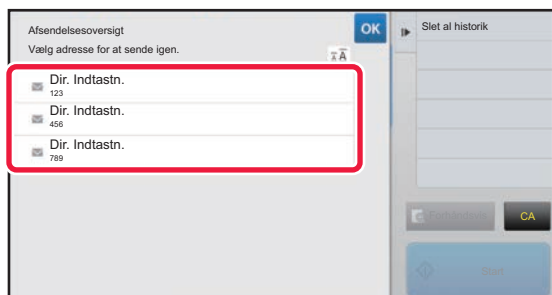 Afsendelsesoversigt
OK
Slet al historik
Vælg adresse for at sende igen.
Dir. Indtastn.
123
Dir. Indtastn.
456
Dir. Indtastn.
789
CA
Start